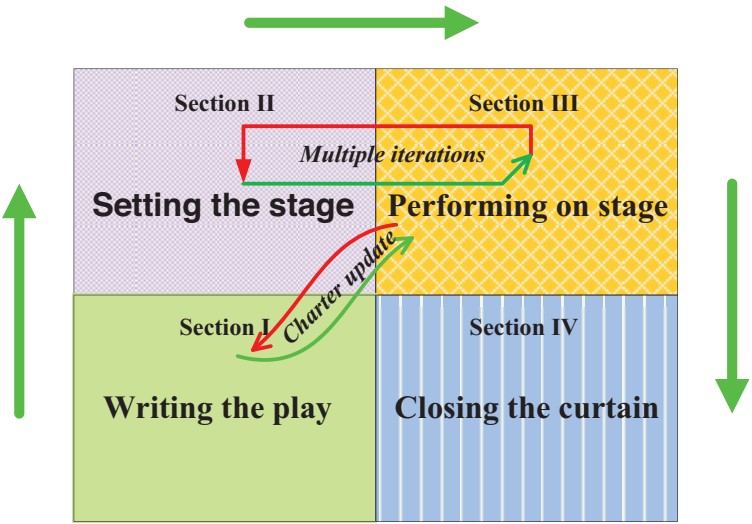 Section II
Section III
Multiple iterations
Setting the stage
Performing on stage
Charter update
Section I
Section IV
Writing the play
Closing the curtain